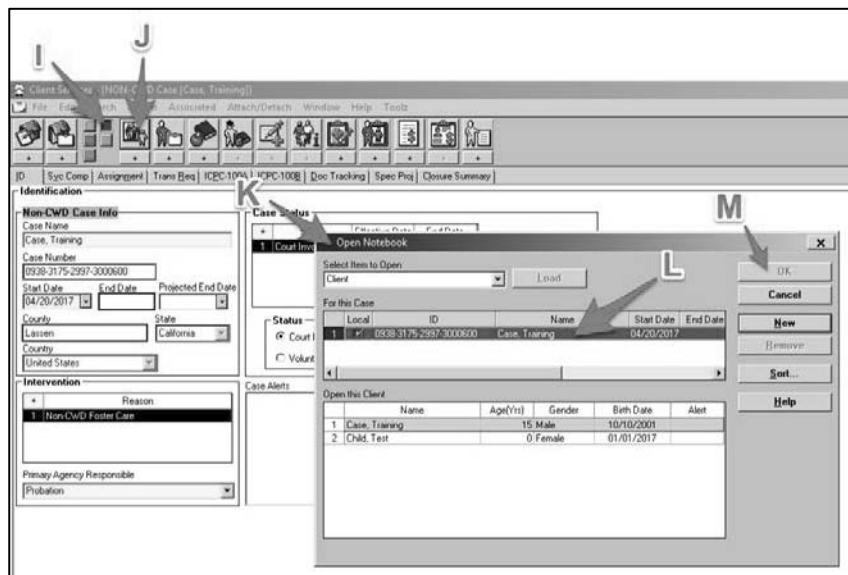 I
J
Client Services - [NON-CWD Case [Case, Training]]
File Associated Attach/Detach Window Help Toolz
ID Svc Comp Assignment Trans Req ICPC-100A ICPC-100B Doc Tracking Spec Proj Closure Summary
Identification
K
M
Non-CWD Case Info
Case Status
Case Name
Case, Training
+ Effective Date End Date
1 Court
Case Number
0938-3175-2997-3000600
Start Date End Date Projected End Date
04/20/2017
County State
Lassen California
Country
United States
Status
Court
Volunt
Intervention
+ Reason
1 Non-CWD Foster Care
Case Alerts
Primary Agency Responsible
Probation
Open Notebook X
Select Item to Open
Client Load
L
For this Case
Local ID Name Start Date End Date
1 0938-3175-2997-3000600 Case, Training 04/20/2017
Open this Client
Name Age(Yrs) Gender Birth Date Alert
1 Case, Training 15 Male 10/10/2001
2 Child, Test 0 Female 01/01/2017
OK
Cancel
New
Remove
Sort...
Help